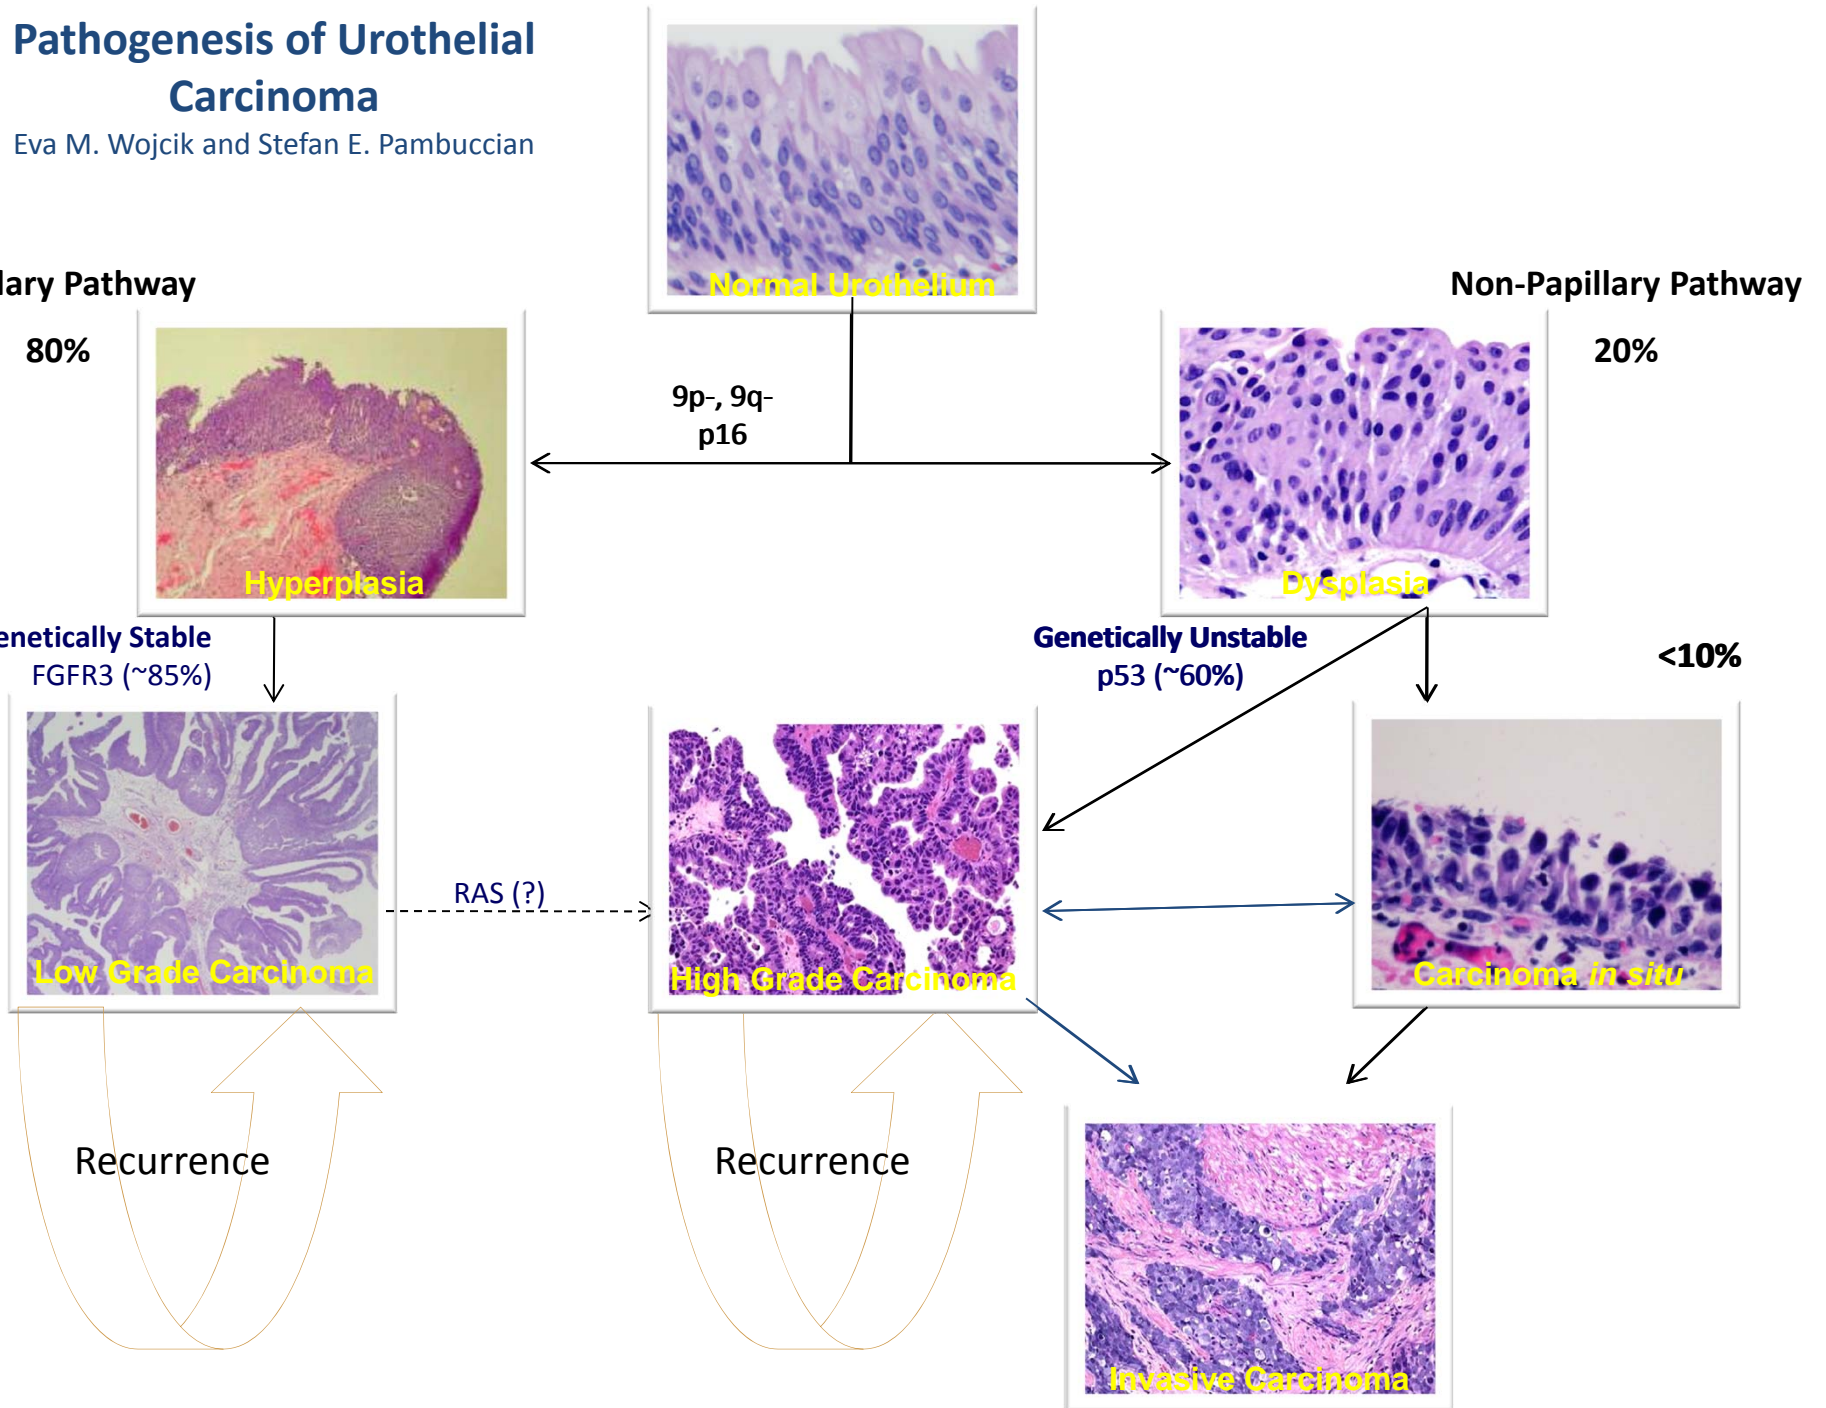 Pathogenesis of Urothelial
Carcinoma
Eva M. Wojcik and Stefan E. Pambuccian
Normal Urothelium
lary Pathway
80%
Non-Papillary Pathway
20%
9p-, 9q-
p16
Hyperplasia
Dysplasia
enetically Stable
FGFR3 (~85%)
Genetically Unstable
p53 (~60%)
<10%
RAS (?)
Low Grade Carcinoma
High Grade Carcinoma
Carcinoma in situ
Recurrence
Recurrence
Invasive Carcinoma